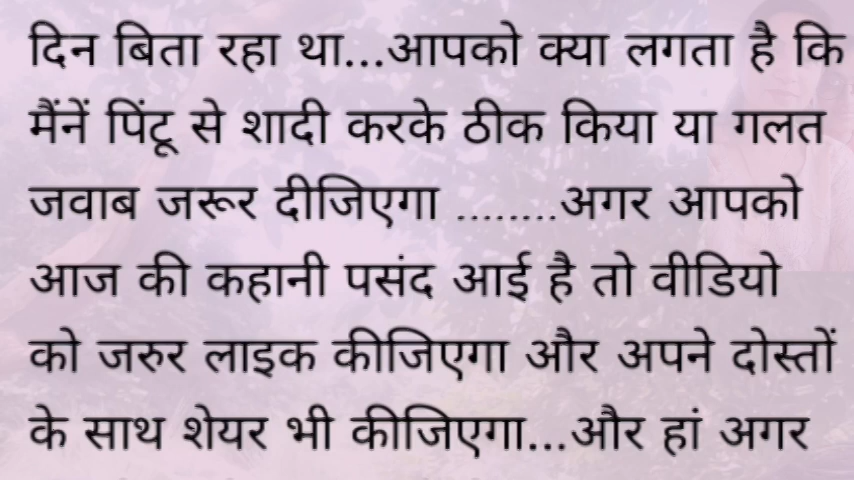 दिन बिता रहा था...आपको क्या लगता है कि
मैंनें पिंटू से शादी करके ठीक किया या गलत
जवाब जरूर दीजिएगा ........अगर आपको
आज की कहानी पसंद आई है तो वीडियो
को जरुर लाइक कीजिएगा और अपने दोस्तों
के साथ शेयर भी कीजिएगा...और हां अगर